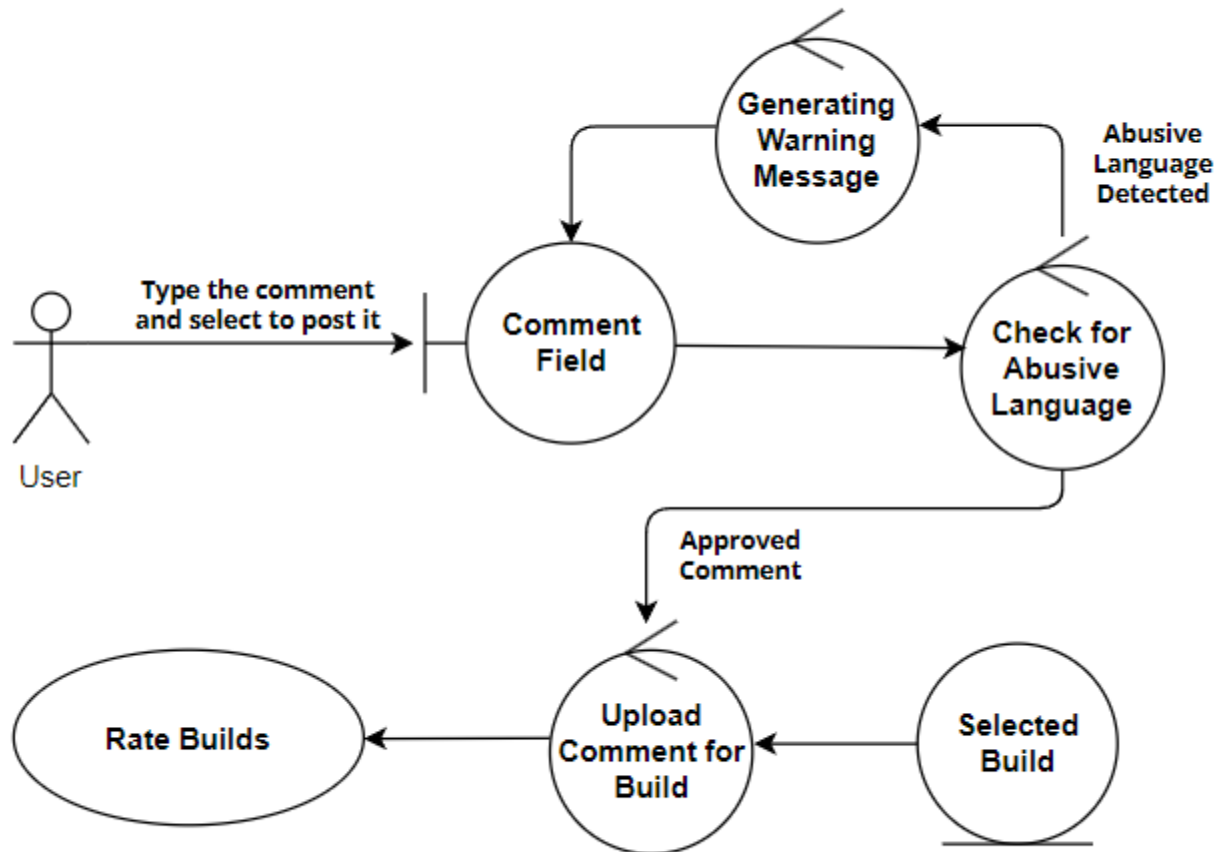 Generating
Warning
Message
Abusive
Language
Detected
Type the comment
and select to post it
Comment
Field
Check for
Abusive
Language
User
Approved
Comment
Rate Builds
Upload
Comment for
Build
Selected
Build